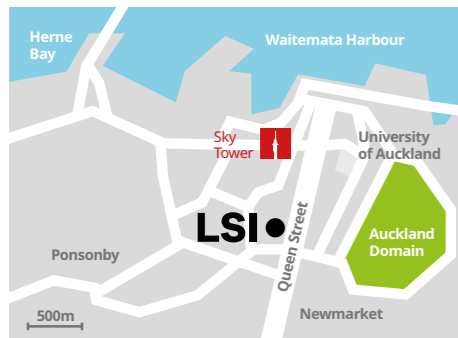 Herne
Bay
Waitemata Harbour
Sky
Tower
University
of Auckland
LSI
Queen Street
Auckland
Domain
Ponsonby
Newmarket
500m